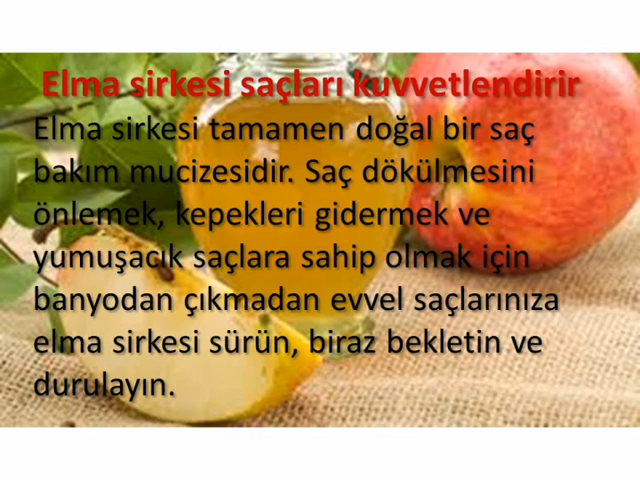 Elma sirkesi saçları kuvvetlendirir
Elma sirkesi tamamen doğal bir saç
bakım mucizesidir. Saç dökülmesini
önlemek, kepekleri gidermek ve
yumuşacık saçlara sahip olmak için
banyodan çıkmadan evvel saçlarınıza
elma sirkesi sürün, biraz bekletin ve
durulayın.